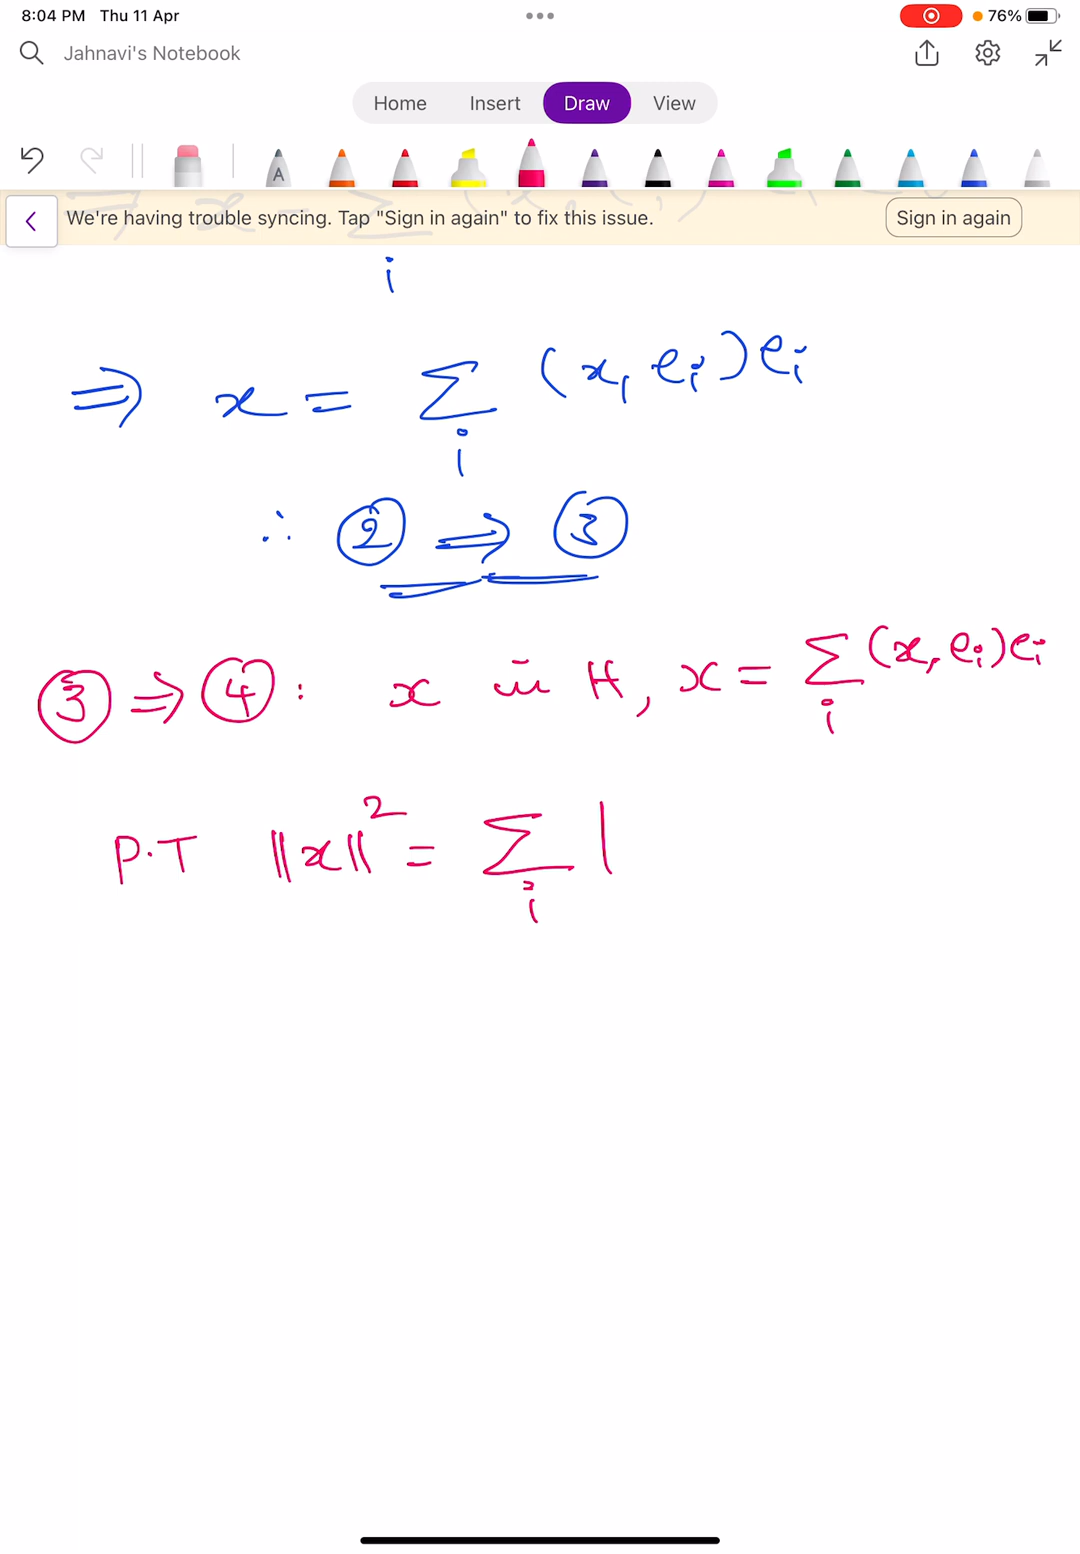 8:04 PM Thu 11 Apr 76%
Jahnavi's Notebook
Home Insert Draw View
A
We're having trouble syncing. Tap "Sign in again" to fix this issue. Sign in again
i
⇒ x = Σ (x, eᵢ) eᵢ
i
∴ ② ⇒ ③
③ ⇒ ④ : x in H, x = Σ (x, eᵢ) eᵢ
i
P.T ||x||² = Σ |
i